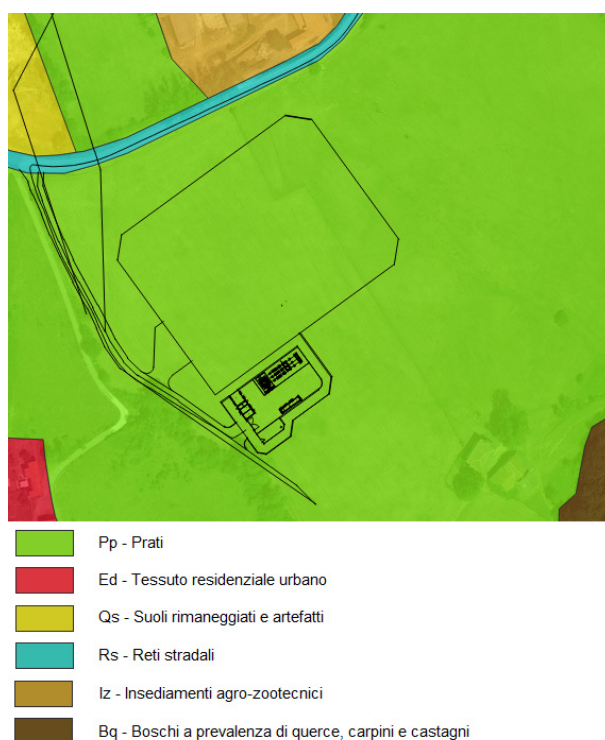 Pp - Prati
Ed - Tessuto residenziale urbano
Qs - Suoli rimaneggiati e artefatti
Rs - Reti stradali
Iz - Insediamenti agro-zootecnici
Bq - Boschi a prevalenza di querce, carpini e castagni